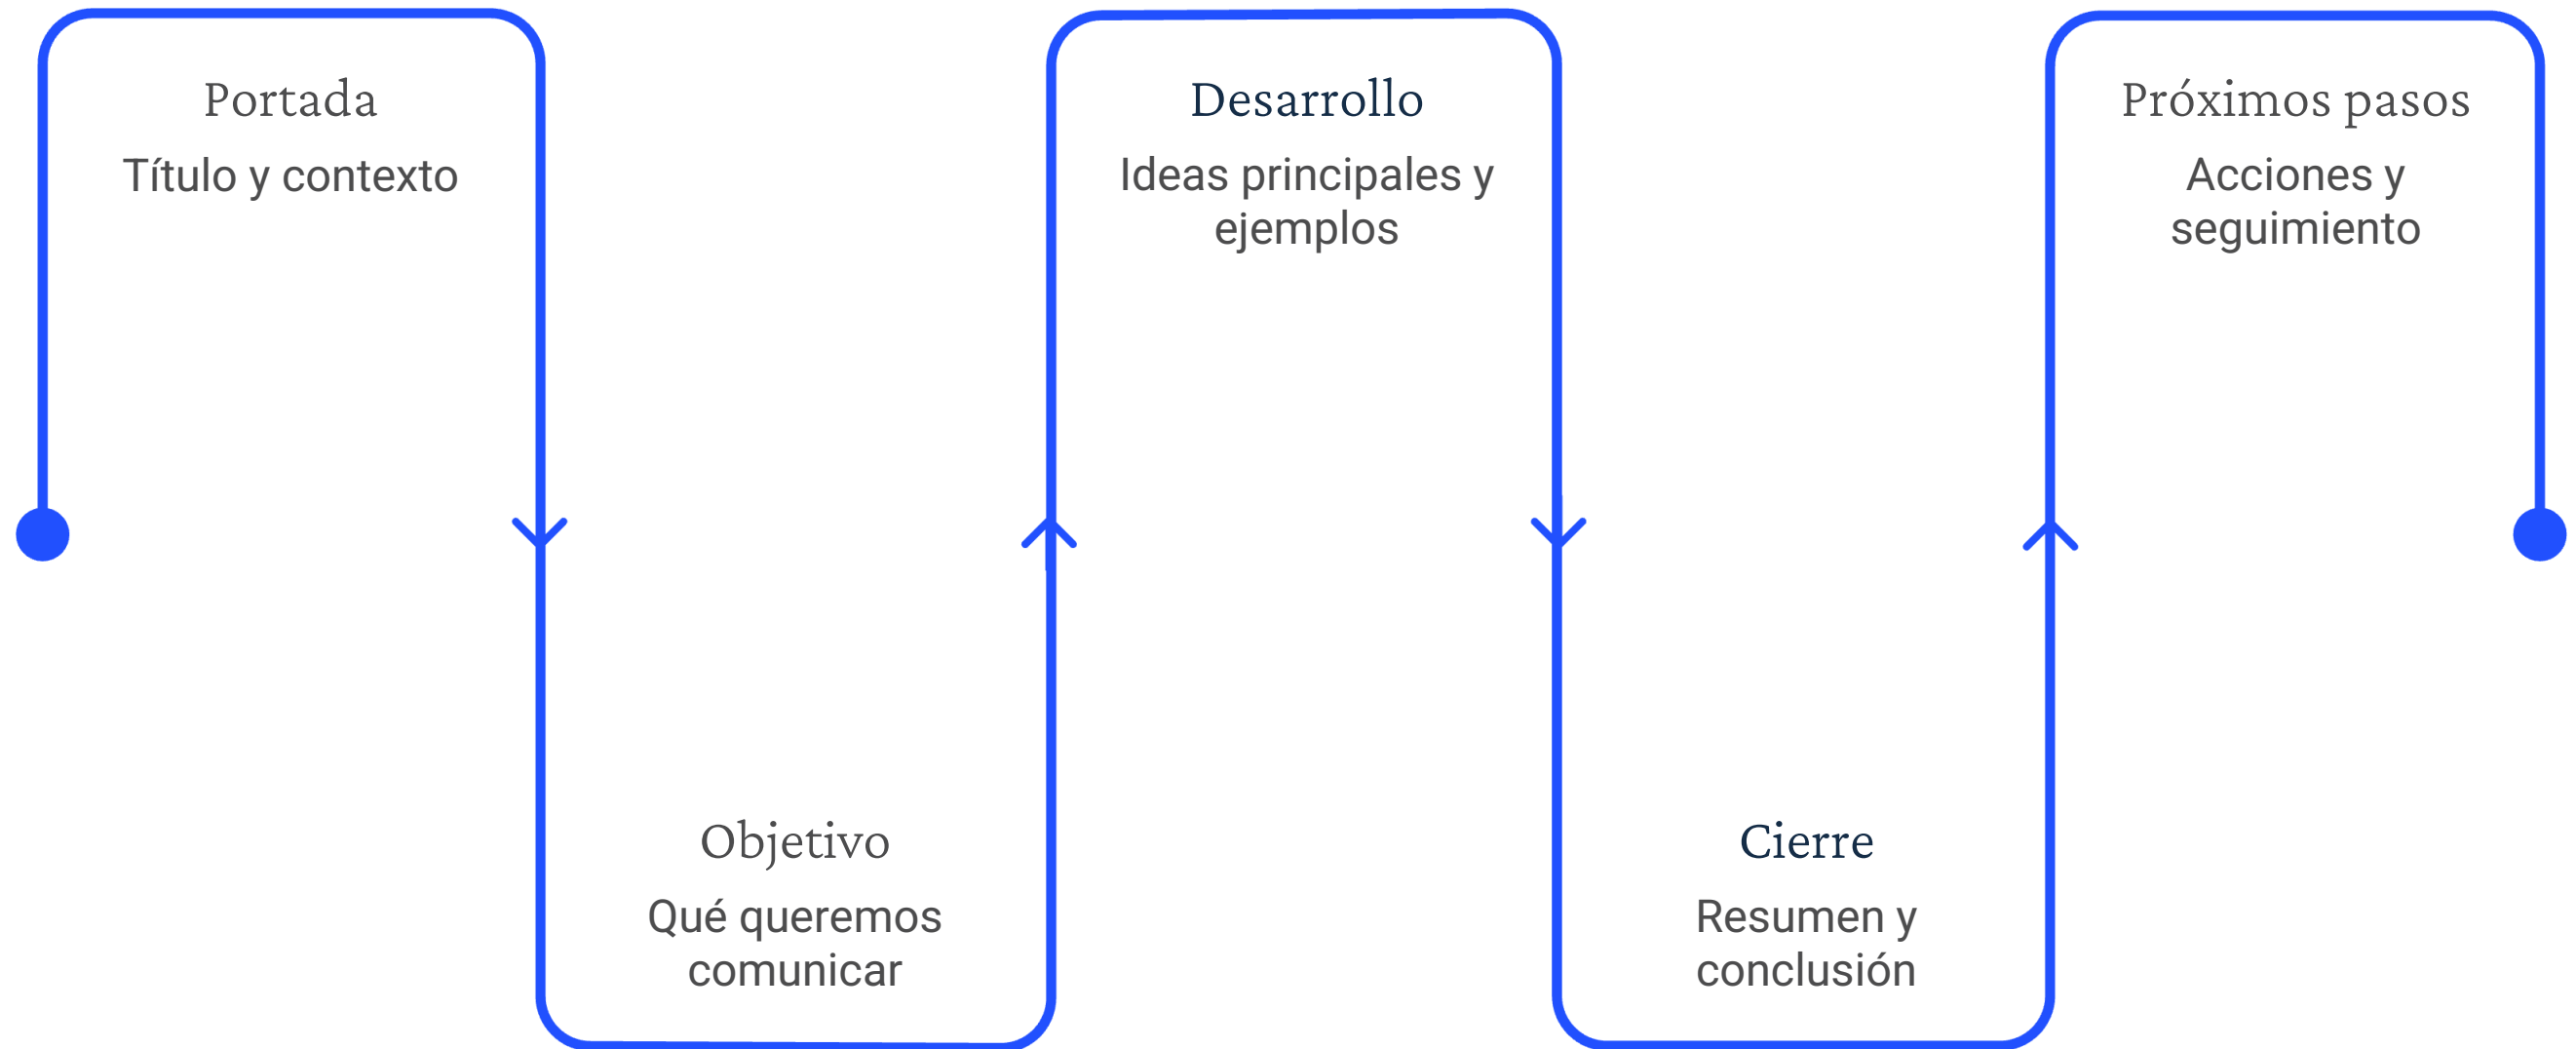 Portada
Título y contexto
Objetivo
Qué queremos
comunicar
Desarrollo
Ideas principales y
ejemplos
Cierre
Resumen y
conclusión
Próximos pasos
Acciones y
seguimiento